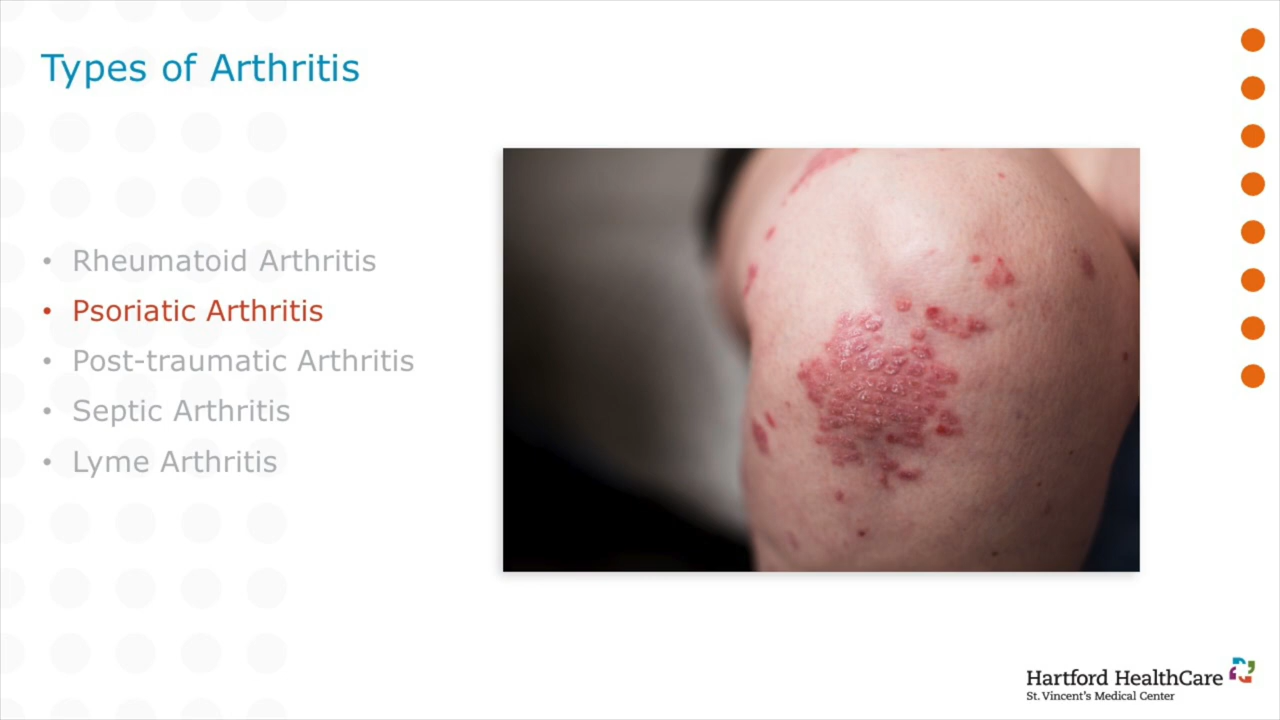 Types of Arthritis
• Rheumatoid Arthritis
• Psoriatic Arthritis
• Post-traumatic Arthritis
• Septic Arthritis
• Lyme Arthritis
Hartford HealthCare
St. Vincent's Medical Center